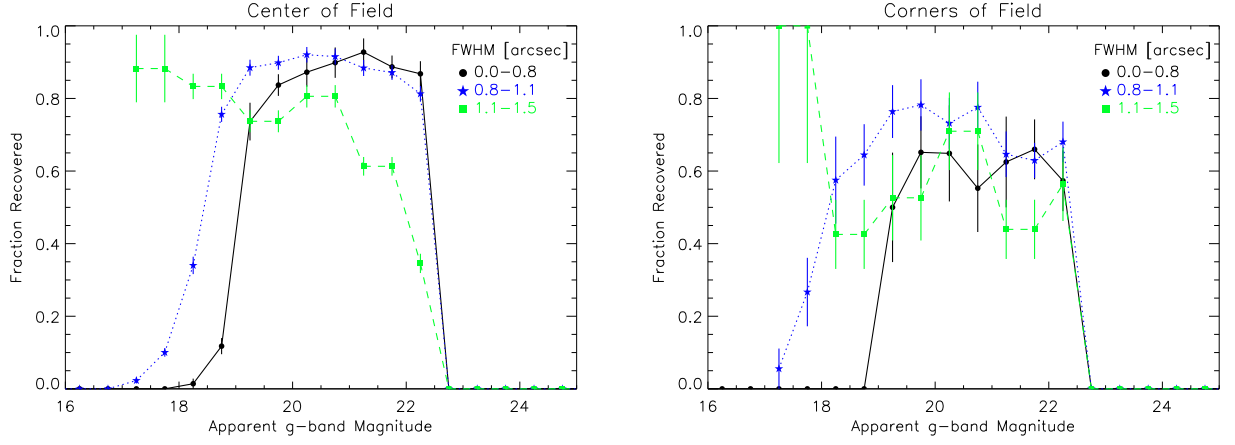 Center of Field
Fraction Recovered
1.0
0.8
0.6
0.4
0.2
0.0
FWHM [arcsec]
0.0-0.8
0.8-1.1
1.1-1.5
16 18 20 22 24
Apparent g-band Magnitude
Corners of Field
Fraction Recovered
1.0
0.8
0.6
0.4
0.2
0.0
FWHM [arcsec]
0.0-0.8
0.8-1.1
1.1-1.5
16 18 20 22 24
Apparent g-band Magnitude